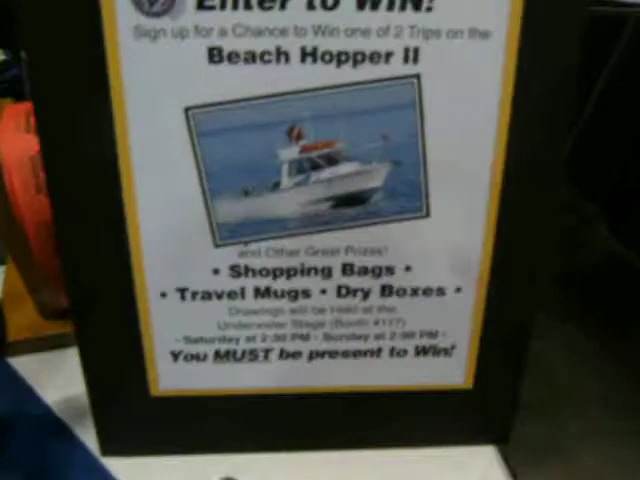 Enter to WIN!
Sign up for a Chance to Win one of 2 Trips on the
Beach Hopper II
and Other Great Prizes!
• Shopping Bags •
• Travel Mugs • Dry Boxes •
Drawings will be held at the
Underwater Stage (Booth #117)
- Saturday at 2:30 PM - Sunday at 2:00 PM -
You MUST be present to Win!